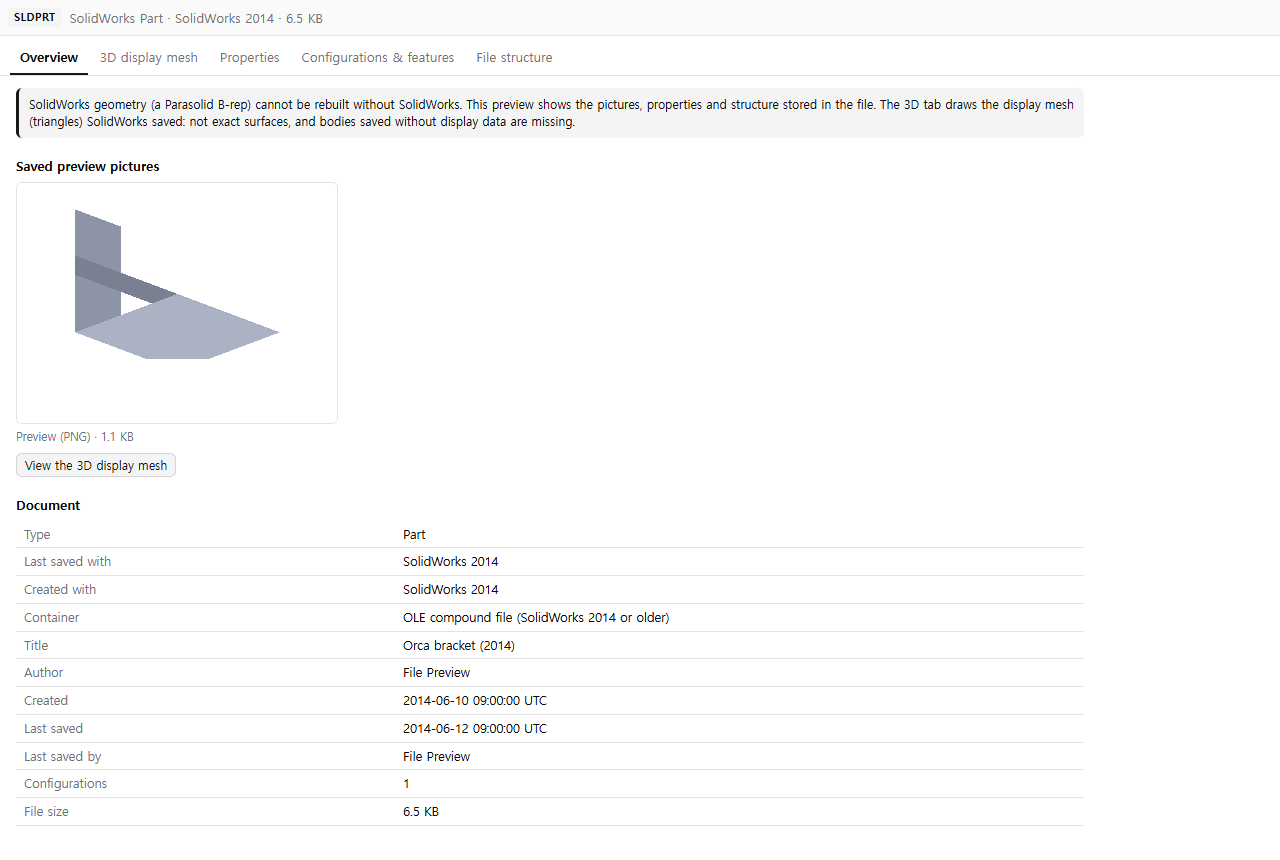 SLDPRT SolidWorks Part · SolidWorks 2014 · 6.5 KB
Overview 3D display mesh Properties Configurations & features File structure
SolidWorks geometry (a Parasolid B-rep) cannot be rebuilt without SolidWorks. This preview shows the pictures, properties and structure stored in the file. The 3D tab draws the display mesh
(triangles) SolidWorks saved: not exact surfaces, and bodies saved without display data are missing.
Saved preview pictures
Preview (PNG) · 1.1 KB
View the 3D display mesh
Document
Type Part
Last saved with SolidWorks 2014
Created with SolidWorks 2014
Container OLE compound file (SolidWorks 2014 or older)
Title Orca bracket (2014)
Author File Preview
Created 2014-06-10 09:00:00 UTC
Last saved 2014-06-12 09:00:00 UTC
Last saved by File Preview
Configurations 1
File size 6.5 KB